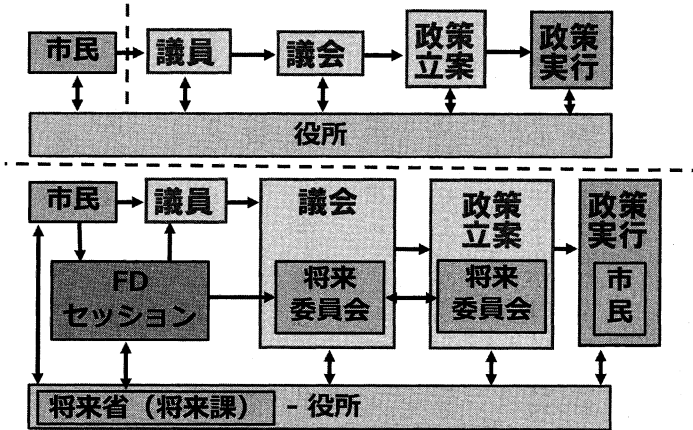 市民
議員
議会
政策
立案
政策
実行
役所
市民
議員
議会
政策
立案
政策
実行
FD
セッション
将来
委員会
将来
委員会
市
民
将来省（将来課）
- 役所